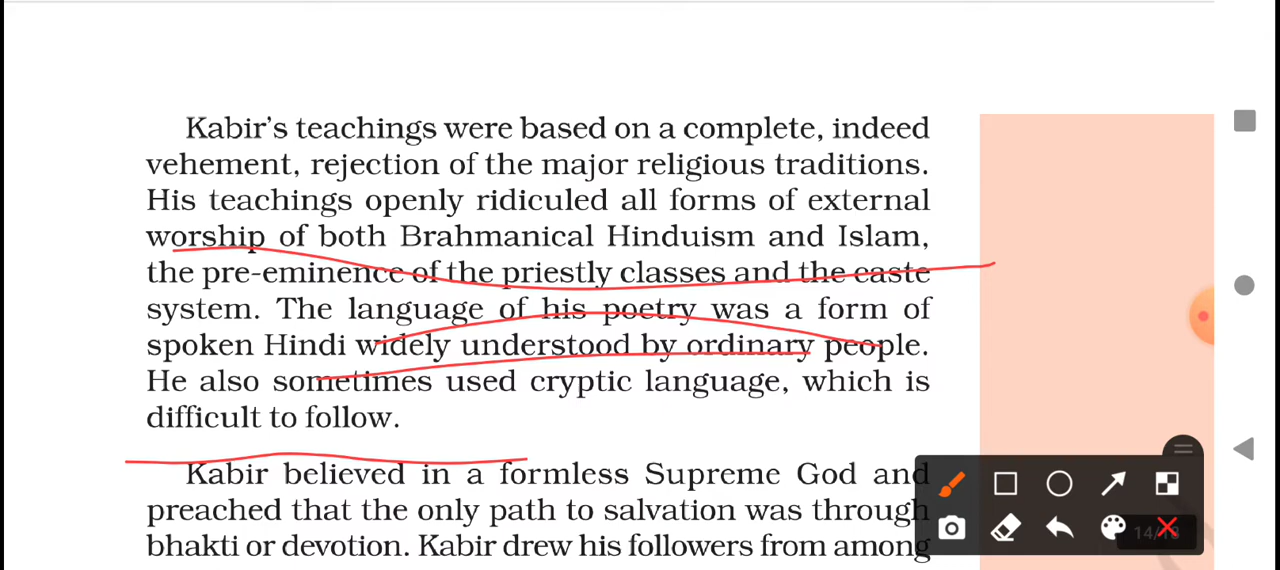 Kabir's teachings were based on a complete, indeed
vehement, rejection of the major religious traditions.
His teachings openly ridiculed all forms of external
worship of both Brahmanical Hinduism and Islam,
the pre-eminence of the priestly classes and the caste
system. The language of his poetry was a form of
spoken Hindi widely understood by ordinary people.
He also sometimes used cryptic language, which is
difficult to follow.
Kabir believed in a formless Supreme God and
preached that the only path to salvation was through
bhakti or devotion. Kabir drew his followers from among